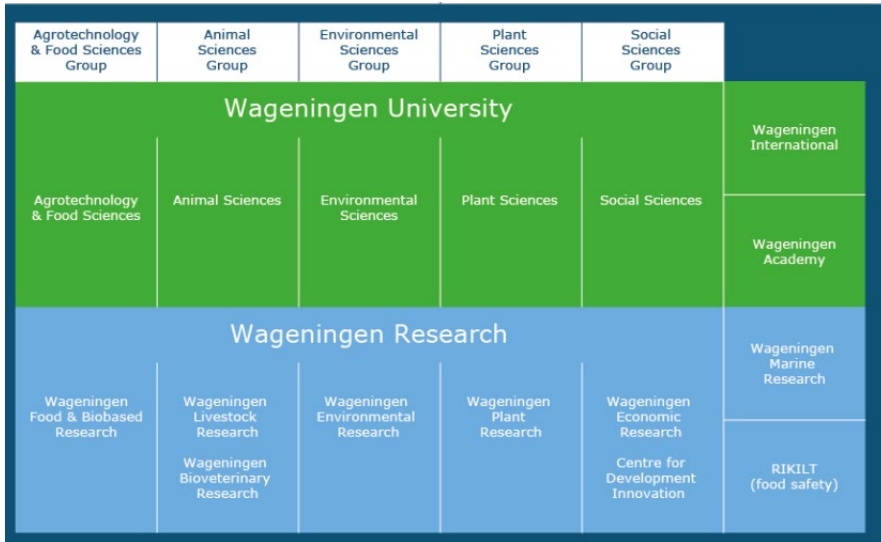 Agrotechnology
& Food Sciences
Group
Animal
Sciences
Group
Environmental
Sciences
Group
Plant
Sciences
Group
Social
Sciences
Group
Wageningen University
Agrotechnology
& Food Sciences
Animal Sciences
Environmental
Sciences
Plant Sciences
Social Sciences
Wageningen
International
Wageningen
Academy
Wageningen Research
Wageningen
Food & Biobased
Research
Wageningen
Livestock
Research
Wageningen
Bioveterinary
Research
Wageningen
Environmental
Research
Wageningen
Plant
Research
Wageningen
Economic
Research
Centre for
Development
Innovation
Wageningen
Marine
Research
RIKILT
(food safety)